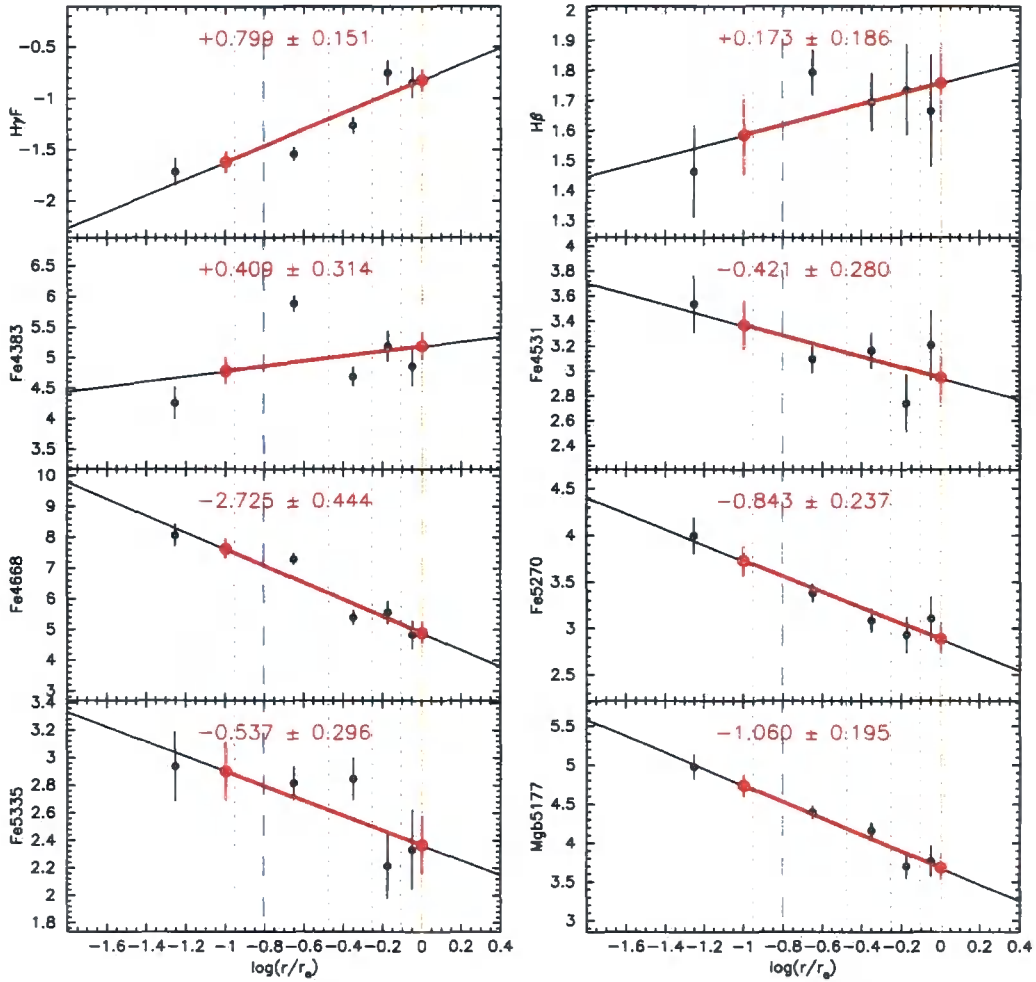 +0.799 ± 0.151
HγF
-0.5
-1
-1.5
-2
+0.173 ± 0.186
Hβ
2
1.9
1.8
1.7
1.6
1.5
1.4
1.3
+0.409 ± 0.314
Fe4383
6.5
6
5.5
5
4.5
4
3.5
-0.421 ± 0.280
Fe4531
4
3.8
3.6
3.4
3.2
3
2.8
2.6
2.4
2.2
-2.725 ± 0.444
Fe4668
10
9
8
7
6
5
4
3
-0.843 ± 0.237
Fe5270
4.5
4
3.5
3
2.5
-0.537 ± 0.296
Fe5335
3.4
3.2
3
2.8
2.6
2.4
2.2
2
1.8
-1.060 ± 0.195
Mgb5177
5.5
5
4.5
4
3.5
3
-1.6 -1.4 -1.2 -1 -0.8 -0.6 -0.4 -0.2 0 0.2 0.4
log(r/re)
-1.6 -1.4 -1.2 -1 -0.8 -0.6 -0.4 -0.2 0 0.2 0.4
log(r/re)